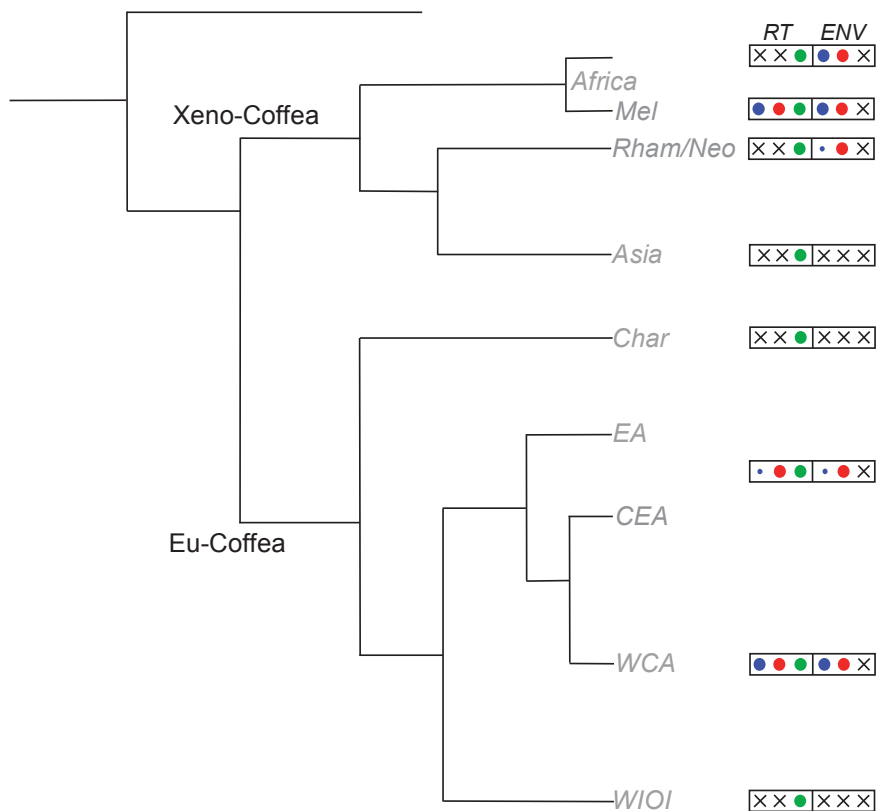 RT ENV
Africa
Xeno-Coffea
Mel
Rham/Neo
Asia
Char
EA
CEA
Eu-Coffea
WCA
WIOI